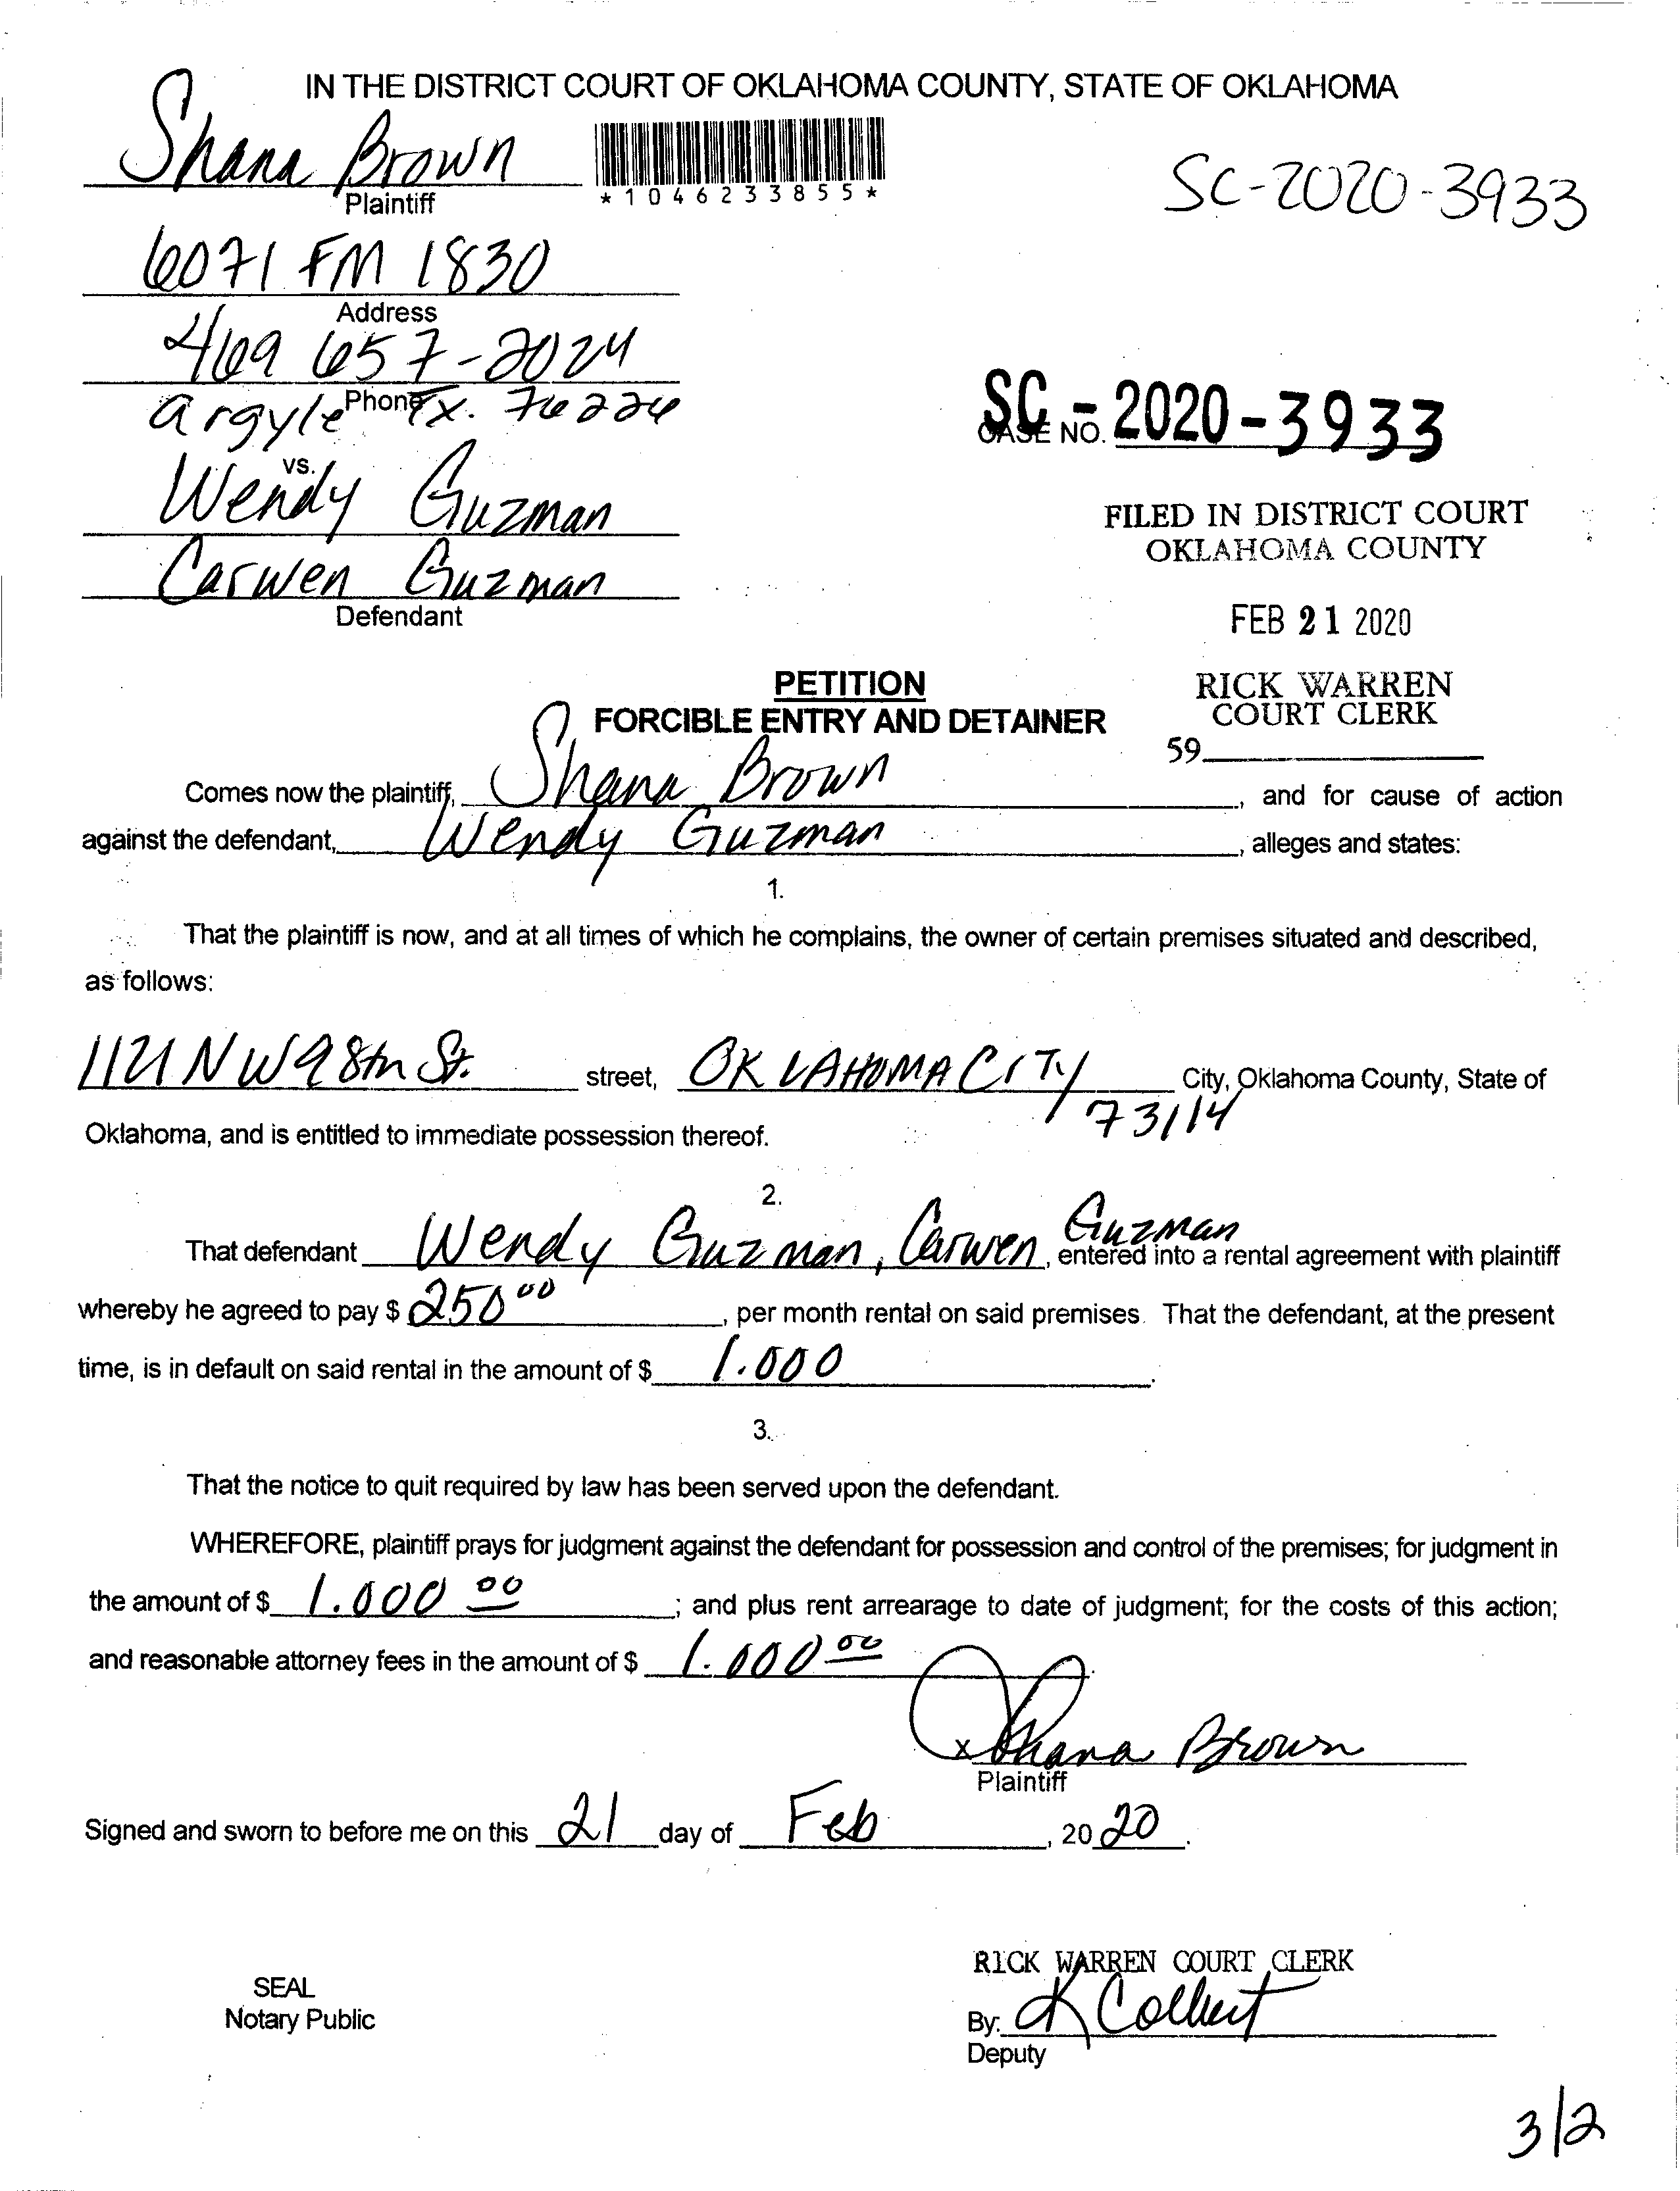 IN THE DISTRICT COURT OF OKLAHOMA COUNTY, STATE OF OKLAHOMA
Shana Brown
Plaintiff
*1046233855*
SC-2020-3933
6071 FM 1830
Address
469 657-2024
Phone
argyle Tx. 76226
SC-2020-3933
CASE NO.
vs.
Wendy Guzman
Carwen Guzman
Defendant
FILED IN DISTRICT COURT
OKLAHOMA COUNTY
FEB 21 2020
RICK WARREN
COURT CLERK
59
PETITION
FORCIBLE ENTRY AND DETAINER
Comes now the plaintiff, Shana Brown, and for cause of action
against the defendant, Wendy Guzman, alleges and states:
1.
That the plaintiff is now, and at all times of which he complains, the owner of certain premises situated and described,
as follows:
1121 NW 98th St. street, OKLAHOMA CITY City, Oklahoma County, State of
73114
Oklahoma, and is entitled to immediate possession thereof.
2.
That defendant Wendy Guzman, Carwen Guzman, entered into a rental agreement with plaintiff
whereby he agreed to pay $ 250 00, per month rental on said premises. That the defendant, at the present
time, is in default on said rental in the amount of $ 1.000.
3.
That the notice to quit required by law has been served upon the defendant.
WHEREFORE, plaintiff prays for judgment against the defendant for possession and control of the premises; for judgment in
the amount of $ 1.000 00; and plus rent arrearage to date of judgment; for the costs of this action;
and reasonable attorney fees in the amount of $ 1.000 00.
x Shana Brown
Plaintiff
Signed and sworn to before me on this 21 day of Feb, 20 20.
RICK WARREN COURT CLERK
SEAL
Notary Public
By: K Colbert
Deputy
3/2